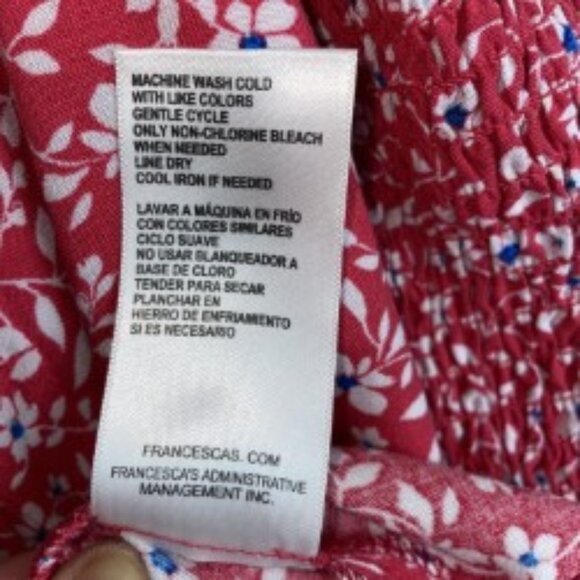 MACHINE WASH COLD
WITH LIKE COLORS
GENTLE CYCLE
ONLY NON-CHLORINE BLEACH
WHEN NEEDED
LINE DRY
COOL IRON IF NEEDED
LAVAR A MÁQUINA EN FRÍO
CON COLORES SIMILARES
CICLO SUAVE
NO USAR BLANQUEADOR A
BASE DE CLORO
TENDER PARA SECAR
PLANCHAR EN
HIERRO DE ENFRIAMIENTO
SI ES NECESARIO
FRANCESCAS. COM
FRANCESCA'S ADMINISTRATIVE
MANAGEMENT INC.